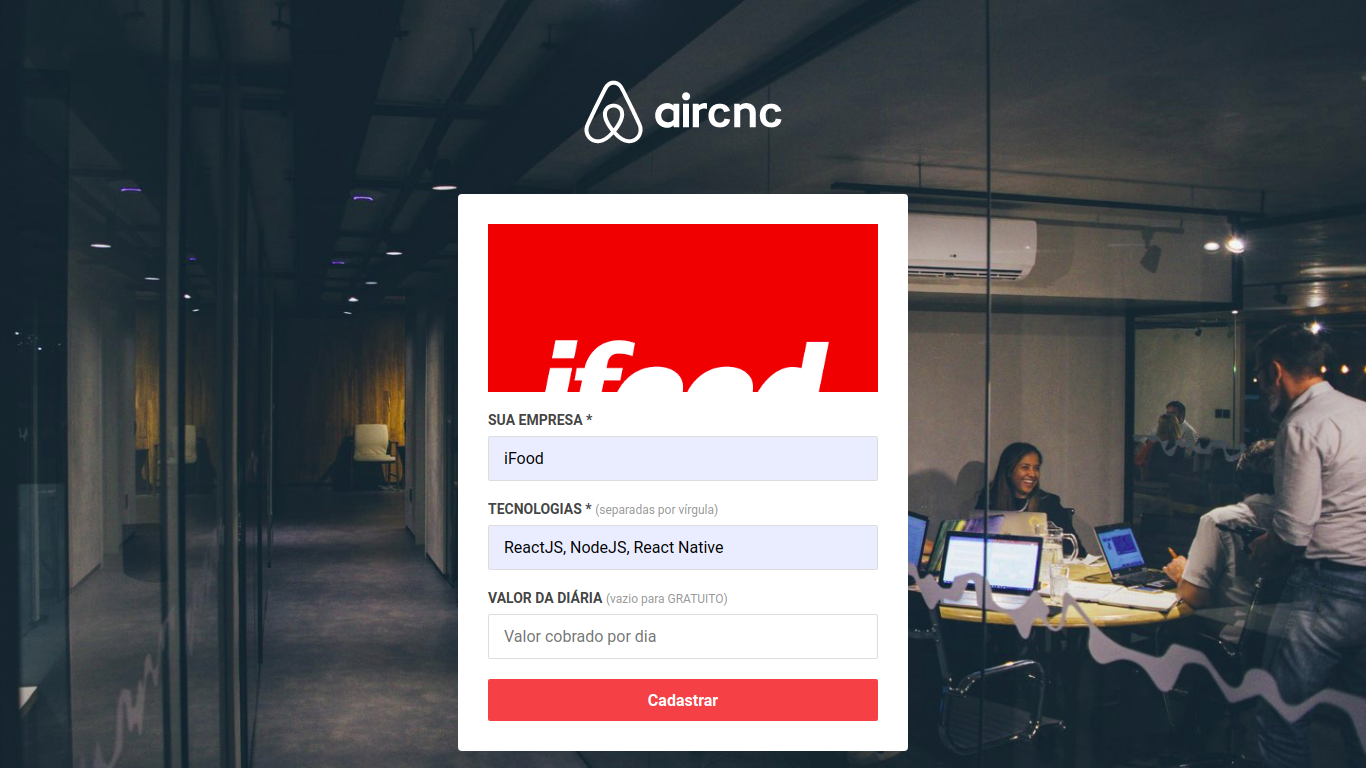 aircnc
ifood
SUA EMPRESA *
iFood
TECNOLOGIAS * (separadas por vírgula)
ReactJS, NodeJS, React Native
VALOR DA DIÁRIA (vazio para GRATUITO)
Valor cobrado por dia
Cadastrar